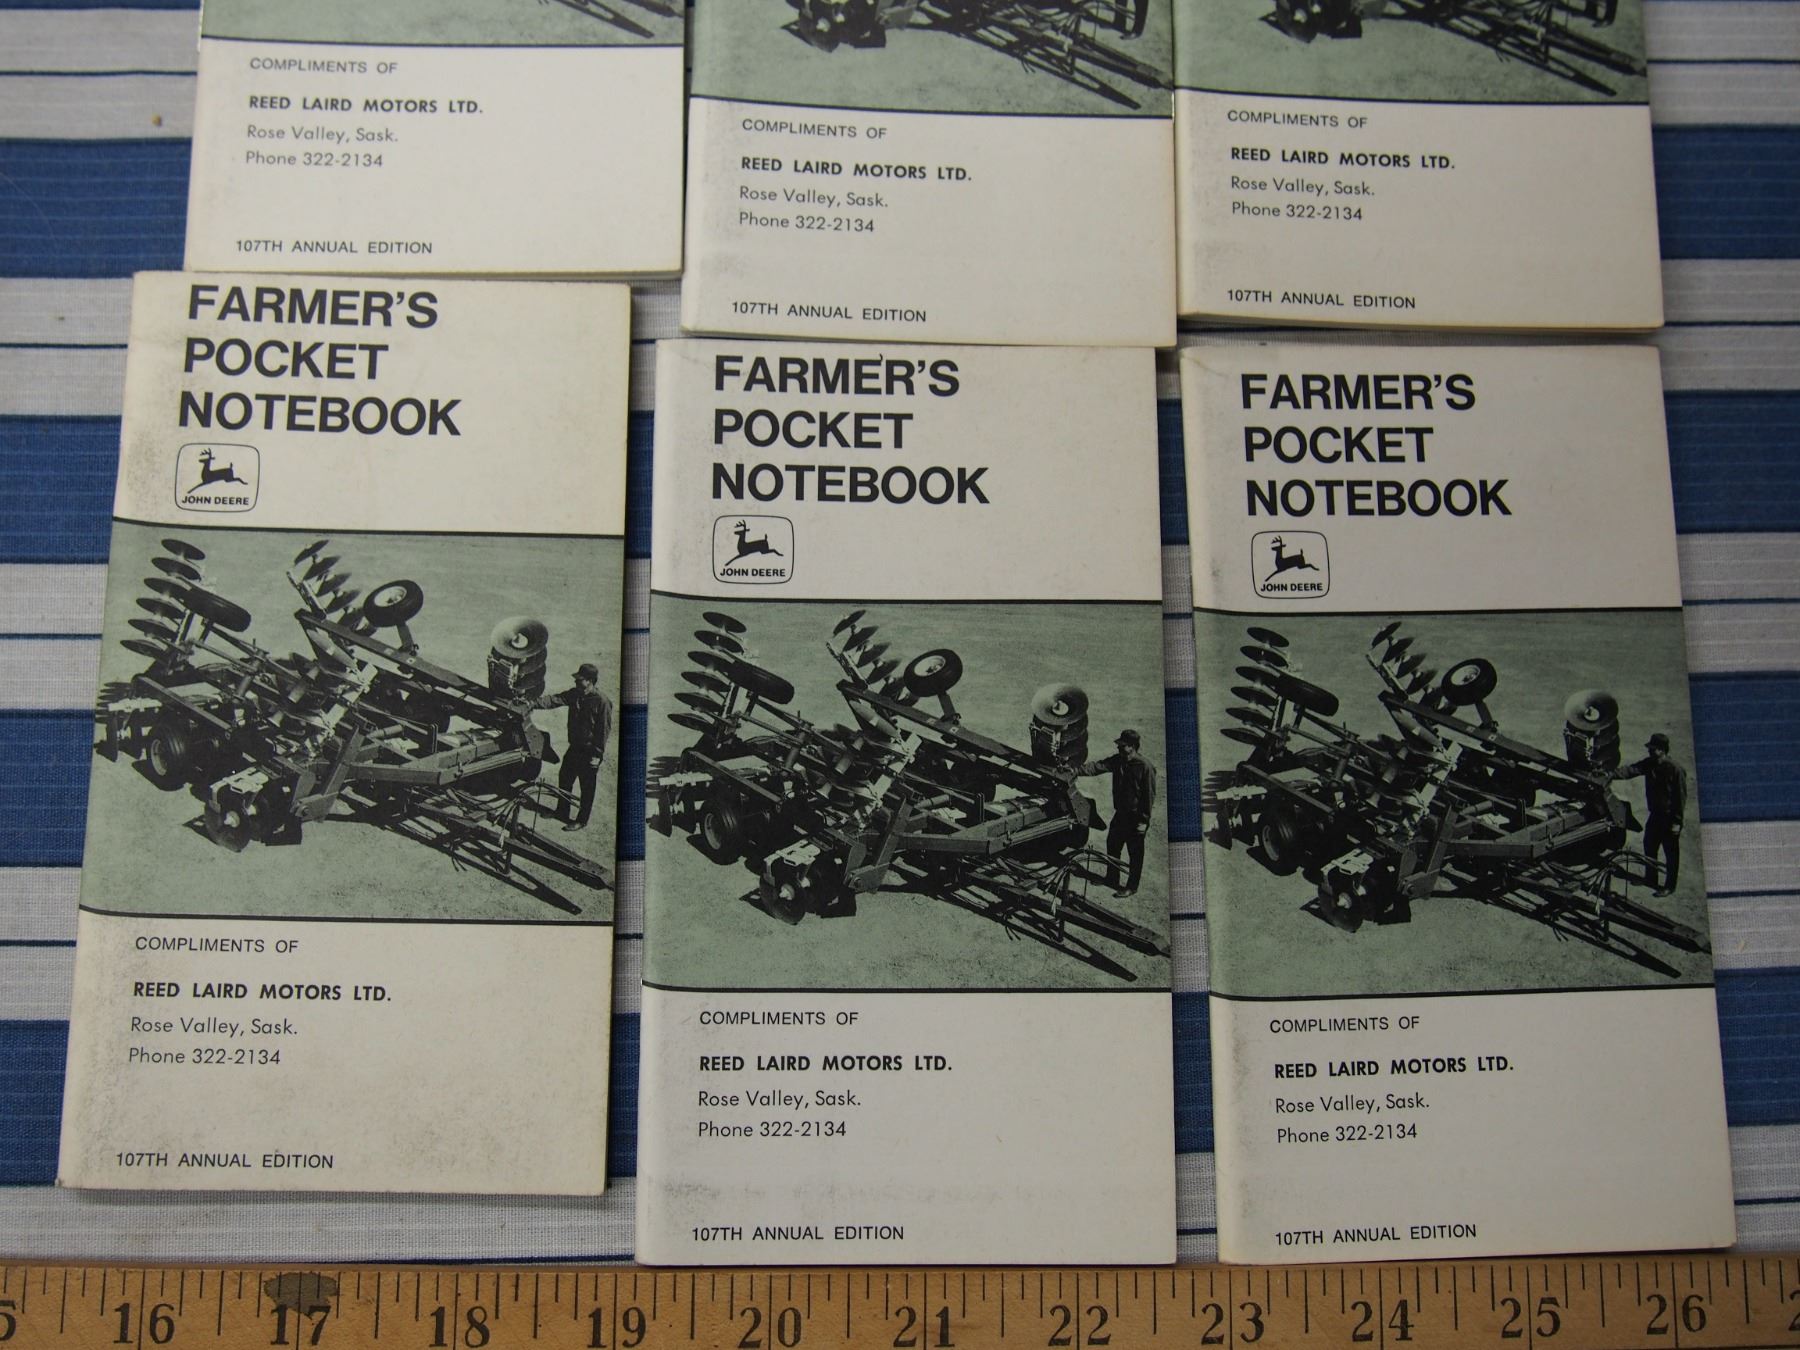 COMPLIMENTS OF
REED LAIRD MOTORS LTD.
Rose Valley, Sask.
Phone 322-2134
107TH ANNUAL EDITION
COMPLIMENTS OF
REED LAIRD MOTORS LTD.
Rose Valley, Sask.
Phone 322-2134
107TH ANNUAL EDITION
COMPLIMENTS OF
REED LAIRD MOTORS LTD.
Rose Valley, Sask.
Phone 322-2134
107TH ANNUAL EDITION
FARMER'S
POCKET
NOTEBOOK
JOHN DEERE
COMPLIMENTS OF
REED LAIRD MOTORS LTD.
Rose Valley, Sask.
Phone 322-2134
107TH ANNUAL EDITION
FARMER'S
POCKET
NOTEBOOK
JOHN DEERE
COMPLIMENTS OF
REED LAIRD MOTORS LTD.
Rose Valley, Sask.
Phone 322-2134
107TH ANNUAL EDITION
FARMER'S
POCKET
NOTEBOOK
JOHN DEERE
COMPLIMENTS OF
REED LAIRD MOTORS LTD.
Rose Valley, Sask.
Phone 322-2134
107TH ANNUAL EDITION
5 16 17 18 19 20 21 22 23 24 25 26 2